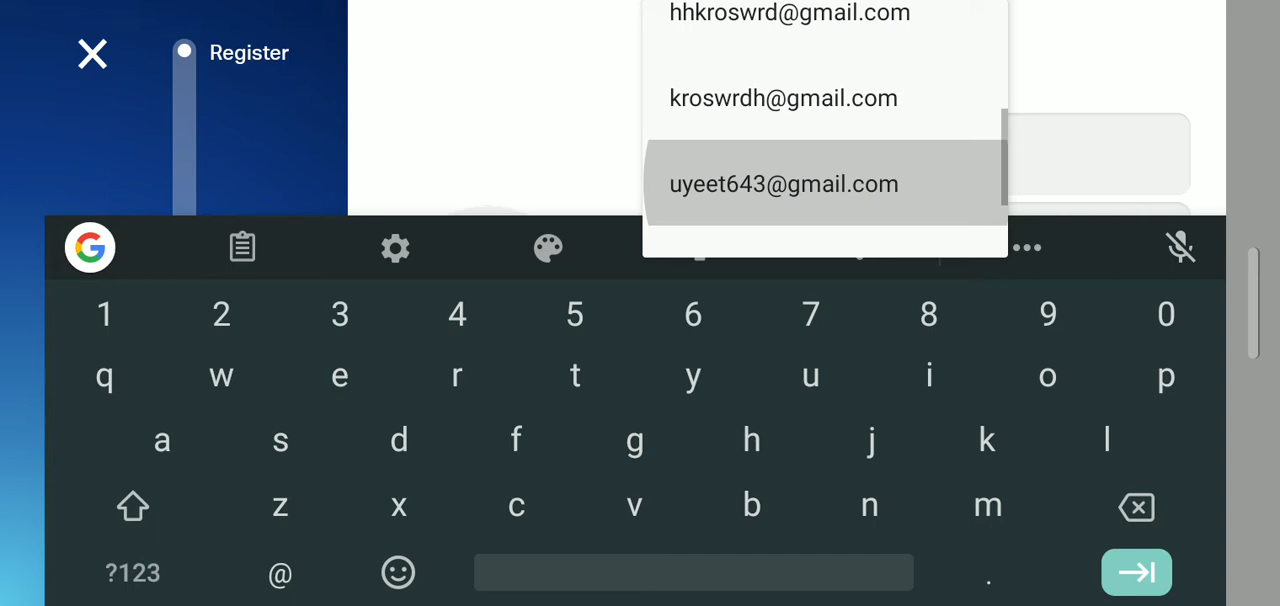 hhkroswrd@gmail.com
Register
kroswrdh@gmail.com
uyeet643@gmail.com
G
1 2 3 4 5 6 7 8 9 0
q w e r t y u i o p
a s d f g h j k l
z x c v b n m
?123 @ .